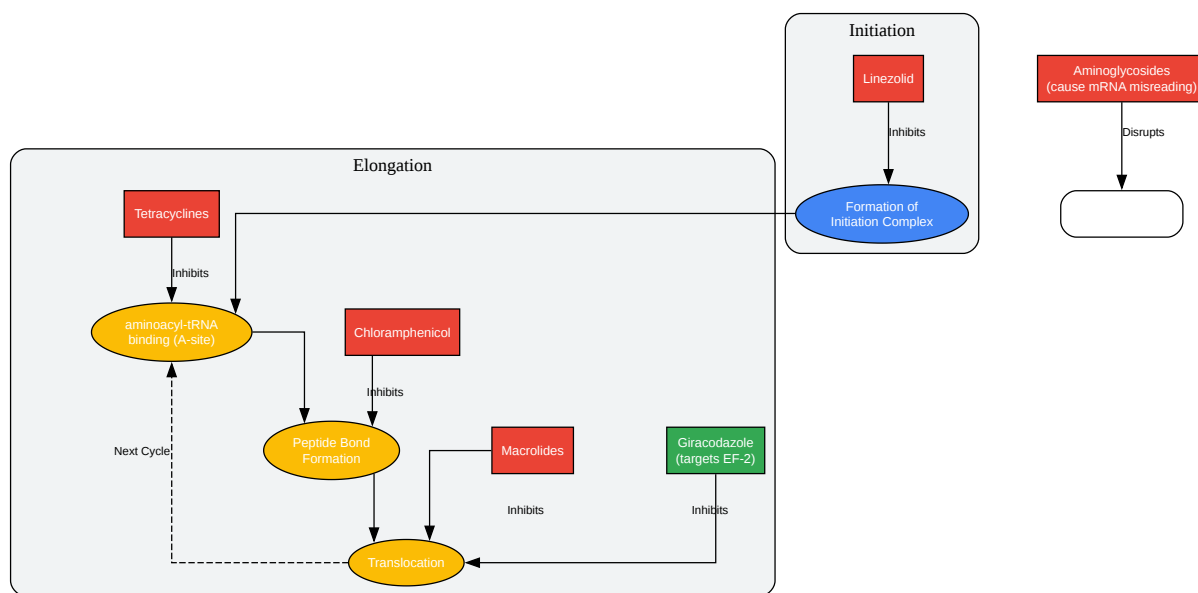 Initiation
Linezolid
Aminoglycosides
(cause mRNA misreading)
Inhibits
Disrupts
Elongation
Tetracyclines
Formation of
Initiation Complex
Inhibits
aminoacyl-tRNA
binding (A-site)
Chloramphenicol
Inhibits
Next Cycle
Peptide Bond
Formation
Macrolides
Giracodazole
(targets EF-2)
Inhibits
Inhibits
Translocation